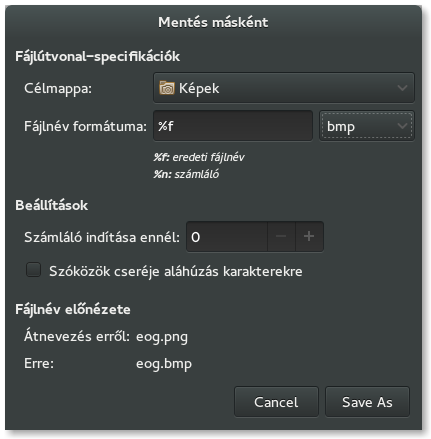 Mentés másként
Fájlútvonal-specifikációk
Célmappa: Képek
Fájlnév formátuma: %f bmp
%f: eredeti fájlnév
%n: számláló
Beállítások
Számláló indítása ennél: 0 − +
Szóközök cseréje aláhúzás karakterekre
Fájlnév előnézete
Átnevezés erről: eog.png
Erre: eog.bmp
Cancel Save As